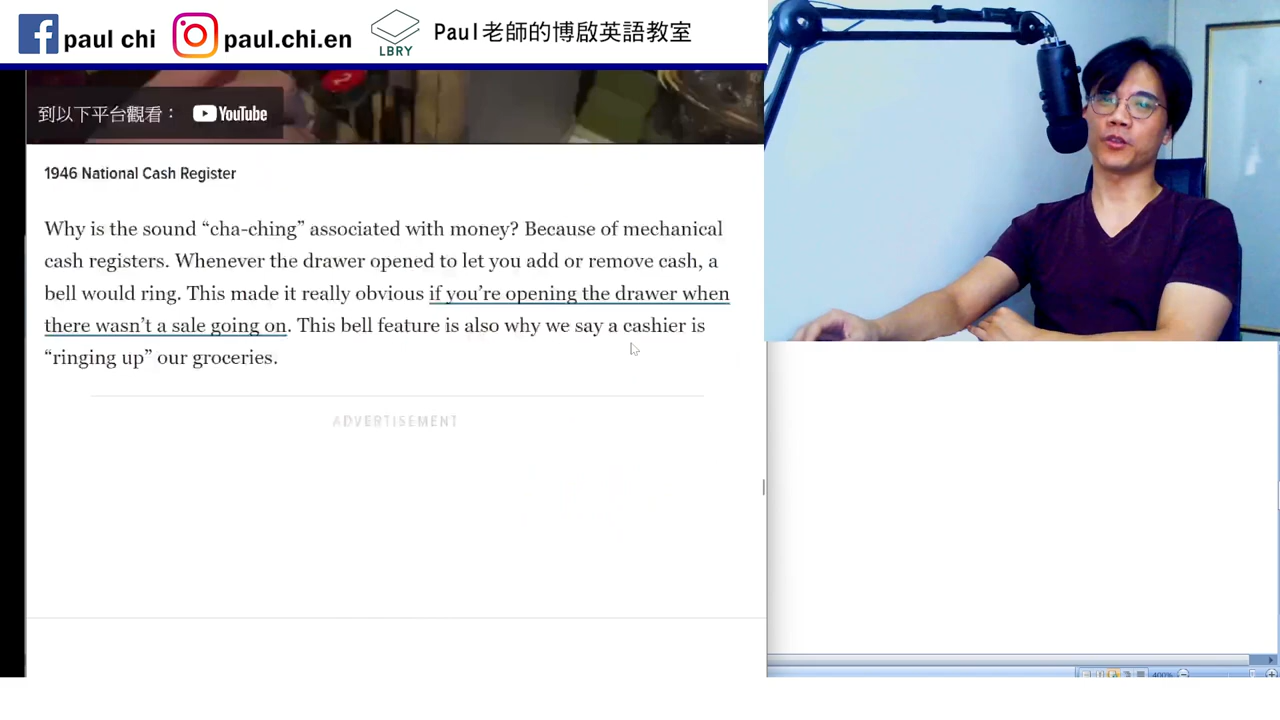 paul chi
paul.chi.en
LBRY
Paul老師的博啟英語教室
到以下平台觀看：
YouTube
1946 National Cash Register
Why is the sound “cha-ching” associated with money? Because of mechanical
cash registers. Whenever the drawer opened to let you add or remove cash, a
bell would ring. This made it really obvious if you’re opening the drawer when
there wasn’t a sale going on. This bell feature is also why we say a cashier is
“ringing up” our groceries.
ADVERTISEMENT
400%